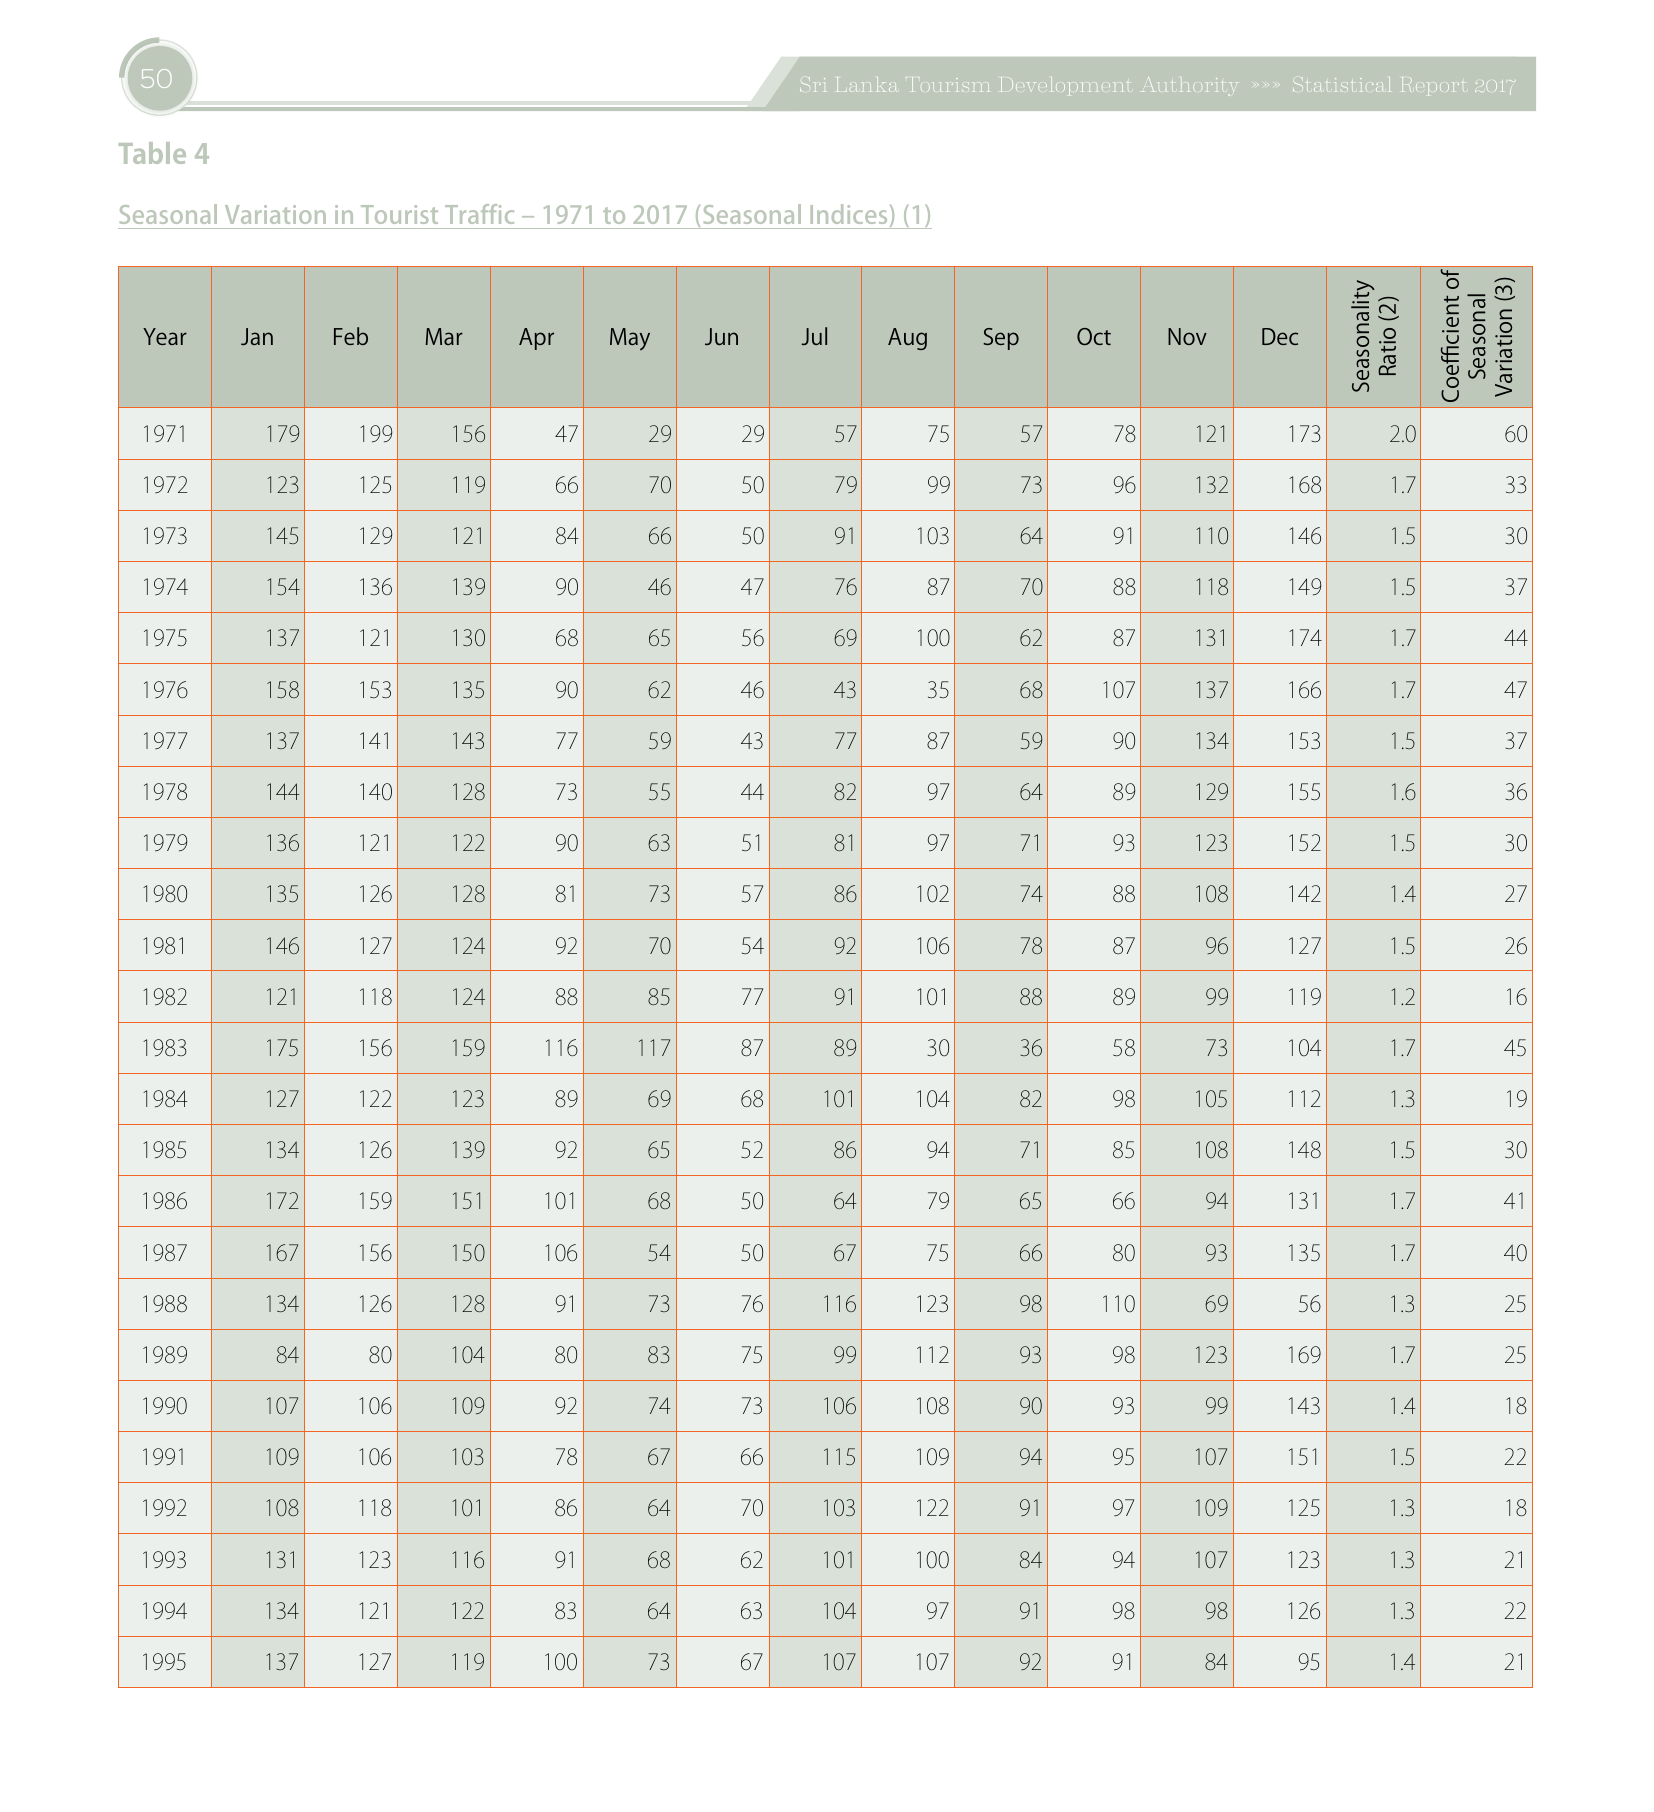 50
Sri Lanka Tourism Development Authority »»» Statistical Report 2017
Table 4
Seasonal Variation in Tourist Traffic – 1971 to 2017 (Seasonal Indices) (1)
Year Jan Feb Mar Apr May Jun Jul Aug Sep Oct Nov Dec Seasonality Ratio (2) Coefficient of Seasonal Variation (3)
1971 179 199 156 47 29 29 57 75 57 78 121 173 2.0 60
1972 123 125 119 66 70 50 79 99 73 96 132 168 1.7 33
1973 145 129 121 84 66 50 91 103 64 91 110 146 1.5 30
1974 154 136 139 90 46 47 76 87 70 88 118 149 1.5 37
1975 137 121 130 68 65 56 69 100 62 87 131 174 1.7 44
1976 158 153 135 90 62 46 43 35 68 107 137 166 1.7 47
1977 137 141 143 77 59 43 77 87 59 90 134 153 1.5 37
1978 144 140 128 73 55 44 82 97 64 89 129 155 1.6 36
1979 136 121 122 90 63 51 81 97 71 93 123 152 1.5 30
1980 135 126 128 81 73 57 86 102 74 88 108 142 1.4 27
1981 146 127 124 92 70 54 92 106 78 87 96 127 1.5 26
1982 121 118 124 88 85 77 91 101 88 89 99 119 1.2 16
1983 175 156 159 116 117 87 89 30 36 58 73 104 1.7 45
1984 127 122 123 89 69 68 101 104 82 98 105 112 1.3 19
1985 134 126 139 92 65 52 86 94 71 85 108 148 1.5 30
1986 172 159 151 101 68 50 64 79 65 66 94 131 1.7 41
1987 167 156 150 106 54 50 67 75 66 80 93 135 1.7 40
1988 134 126 128 91 73 76 116 123 98 110 69 56 1.3 25
1989 84 80 104 80 83 75 99 112 93 98 123 169 1.7 25
1990 107 106 109 92 74 73 106 108 90 93 99 143 1.4 18
1991 109 106 103 78 67 66 115 109 94 95 107 151 1.5 22
1992 108 118 101 86 64 70 103 122 91 97 109 125 1.3 18
1993 131 123 116 91 68 62 101 100 84 94 107 123 1.3 21
1994 134 121 122 83 64 63 104 97 91 98 98 126 1.3 22
1995 137 127 119 100 73 67 107 107 92 91 84 95 1.4 21